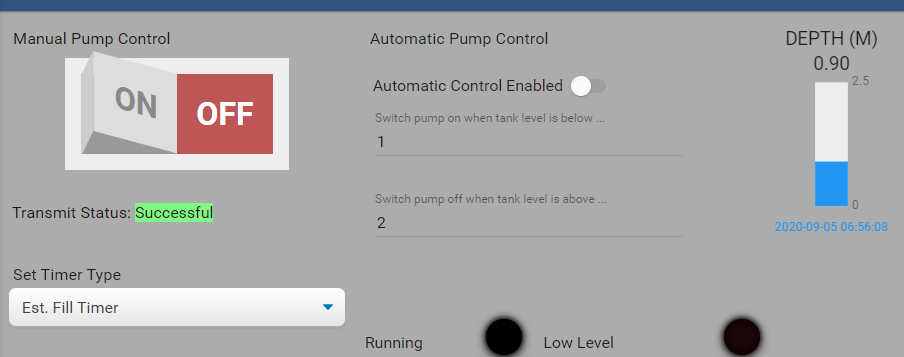 Manual Pump Control
ON
OFF
Transmit Status: Successful
Set Timer Type
Est. Fill Timer
Automatic Pump Control
Automatic Control Enabled
Switch pump on when tank level is below ...
1
Switch pump off when tank level is above ...
2
Running
Low Level
DEPTH (M)
0.90
2.5
0
2020-09-05 06:56:08